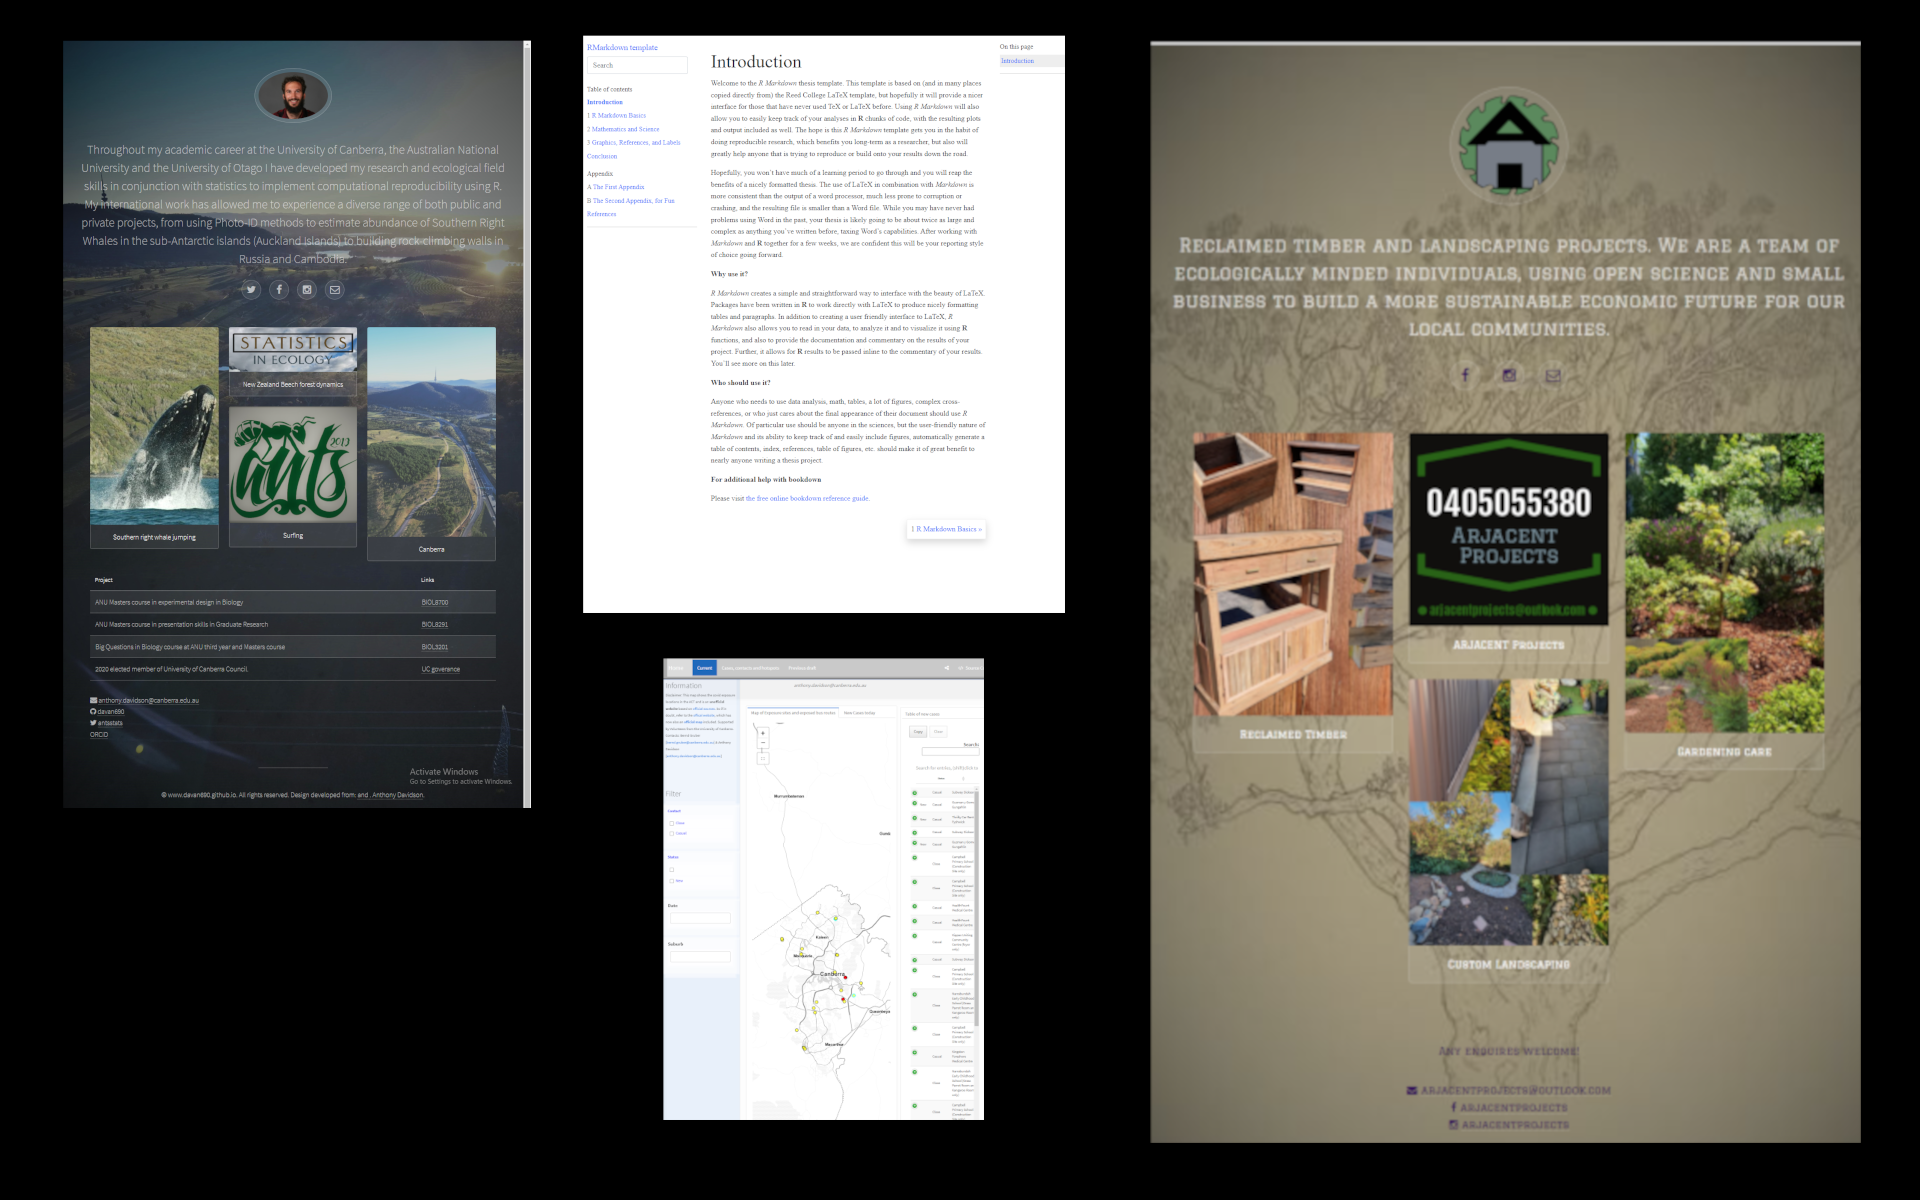 Throughout my academic career at the University of Canberra, the Australian National
University and the University of Otago I have developed my research and ecological field
skills in conjunction with statistics to implement computational reproducibility using R.
My international work has allowed me to experience a diverse range of both public and
private projects, from using Photo-ID methods to estimate abundance of Southern Right
Whales in the sub-Antarctic islands (Auckland Islands) to building rock-climbing walls in
Russia and Cambodia.
STATISTICS
IN ECOLOGY
New Zealand Beech forest dynamics
2013
ants
Southern right whale jumping
Surfing
Canberra
Project Links
ANU Masters course in experimental design in Biology BIOL8700
ANU Masters course in presentation skills in Graduate Research BIOL8291
Big Questions in Biology course at ANU third year and Masters course BIOL3201
2020 elected member of University of Canberra Council. UC goverance
anthony.davidson@canberra.edu.au
davan690
antsstats
ORCID
Activate Windows
Go to Settings to activate Windows.
© www.davan690.github.io. All rights reserved. Design developed from: and . Anthony Davidson.
RMarkdown template
Search
Table of contents
Introduction
1 R Markdown Basics
2 Mathematics and Science
3 Graphics, References, and Labels
Conclusion
Appendix
A The First Appendix
B The Second Appendix, for Fun
References
Introduction
Welcome to the R Markdown thesis template. This template is based on (and in many places
copied directly from) the Reed College LaTeX template, but hopefully it will provide a nicer
interface for those that have never used TeX or LaTeX before. Using R Markdown will also
allow you to easily keep track of your analyses in R chunks of code, with the resulting plots
and output included as well. The hope is this R Markdown template gets you in the habit of
doing reproducible research, which benefits you long-term as a researcher, but also will
greatly help anyone that is trying to reproduce or build onto your results down the road.
Hopefully, you won't have much of a learning period to go through and you will reap the
benefits of a nicely formatted thesis. The use of LaTeX in combination with Markdown is
more consistent than the output of a word processor, much less prone to corruption or
crashing, and the resulting file is smaller than a Word file. While you may have never had
problems using Word in the past, your thesis is likely going to be about twice as large and
complex as anything you've written before, taxing Word's capabilities. After working with
Markdown and R together for a few weeks, we are confident this will be your reporting style
of choice going forward.
Why use it?
R Markdown creates a simple and straightforward way to interface with the beauty of LaTeX.
Packages have been written in R to work directly with LaTeX to produce nicely formatting
tables and paragraphs. In addition to creating a user friendly interface to LaTeX, R
Markdown also allows you to read in your data, to analyze it and to visualize it using R
functions, and also to provide the documentation and commentary on the results of your
project. Further, it allows for R results to be passed inline to the commentary of your results.
You'll see more on this later.
Who should use it?
Anyone who needs to use data analysis, math, tables, a lot of figures, complex cross-
references, or who just cares about the final appearance of their document should use R
Markdown. Of particular use should be anyone in the sciences, but the user-friendly nature of
Markdown and its ability to keep track of and easily include figures, automatically generate a
table of contents, index, references, table of figures, etc. should make it of great benefit to
nearly anyone writing a thesis project.
For additional help with bookdown
Please visit the free online bookdown reference guide.
1 R Markdown Basics »
On this page
Introduction
Current
Information
anthony.davidson@canberra.edu.au
Filter
Contact
Close
Casual
Status
New
Date
Suburb
Map of exposure sites and exposed bus routes
New Cases today
Table of new cases
Copy
Search:
Murrumbateman
Kaleen
Canberra
Queanbeyan
Macarthur
RECLAIMED TIMBER AND LANDSCAPING PROJECTS. WE ARE A TEAM OF
ECOLOGICALLY MINDED INDIVIDUALS, USING OPEN SCIENCE AND SMALL
BUSINESS TO BUILD A MORE SUSTAINABLE ECONOMIC FUTURE FOR OUR
LOCAL COMMUNITIES.
0405055380
ARJACENT
PROJECTS
arjacentprojects@outlook.com
ARJACENT PROJECTS
RECLAIMED TIMBER
GARDENING CARE
CUSTOM LANDSCAPING
ANY ENQUIRES WELCOME!
ARJACENTPROJECTS@OUTLOOK.COM
ARJACENTPROJECTS
ARJACENTPROJECTS